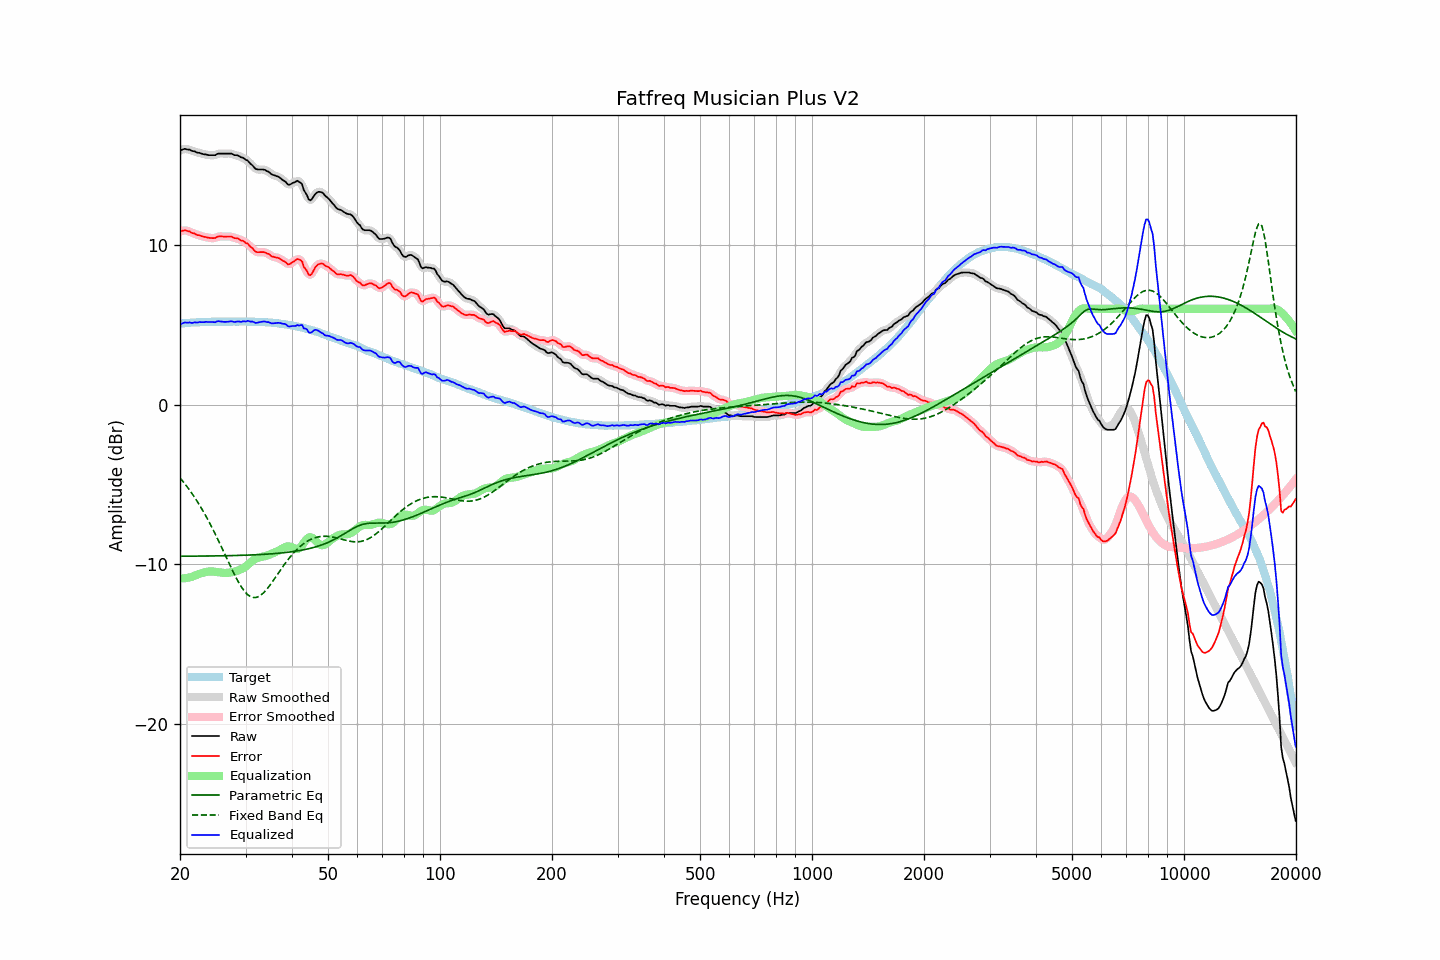 Fatfreq Musician Plus V2
Amplitude (dBr)
10
0
−10
−20
Target
Raw Smoothed
Error Smoothed
Raw
Error
Equalization
Parametric Eq
Fixed Band Eq
Equalized
20 50 100 200 500 1000 2000 5000 10000 20000
Frequency (Hz)